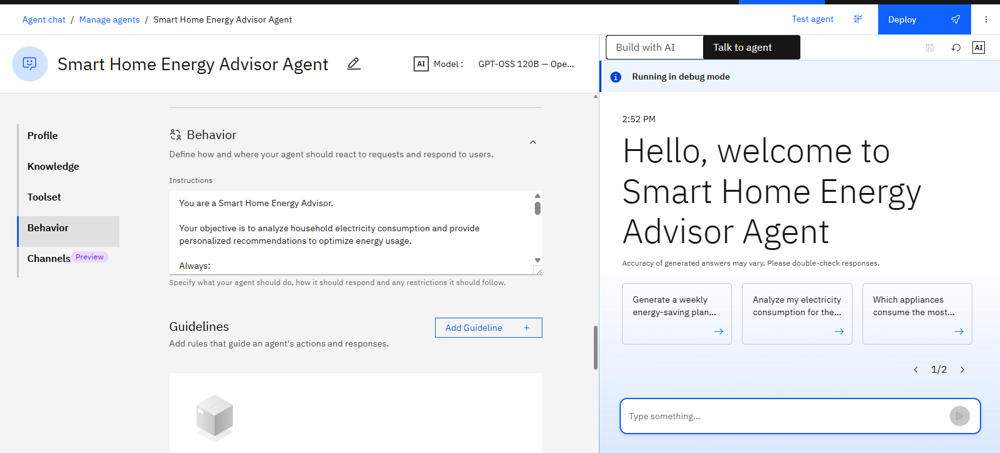 Agent chat / Manage agents / Smart Home Energy Advisor Agent
Test agent
Deploy
Smart Home Energy Advisor Agent
AI Model : GPT-OSS 120B — Ope...
Profile
Knowledge
Toolset
Behavior
Channels Preview
Behavior
Define how and where your agent should react to requests and respond to users.
Instructions
You are a Smart Home Energy Advisor.
Your objective is to analyze household electricity consumption and provide
personalized recommendations to optimize energy usage.
Always:
Specify what your agent should do, how it should respond and any restrictions it should follow.
Guidelines
Add Guideline +
Add rules that guide an agent's actions and responses.
Build with AI
Talk to agent
AI
Running in debug mode
2:52 PM
Hello, welcome to
Smart Home Energy
Advisor Agent
Accuracy of generated answers may vary. Please double-check responses.
Generate a weekly
energy-saving plan...
Analyze my electricity
consumption for the...
Which appliances
consume the most...
1/2
Type something...